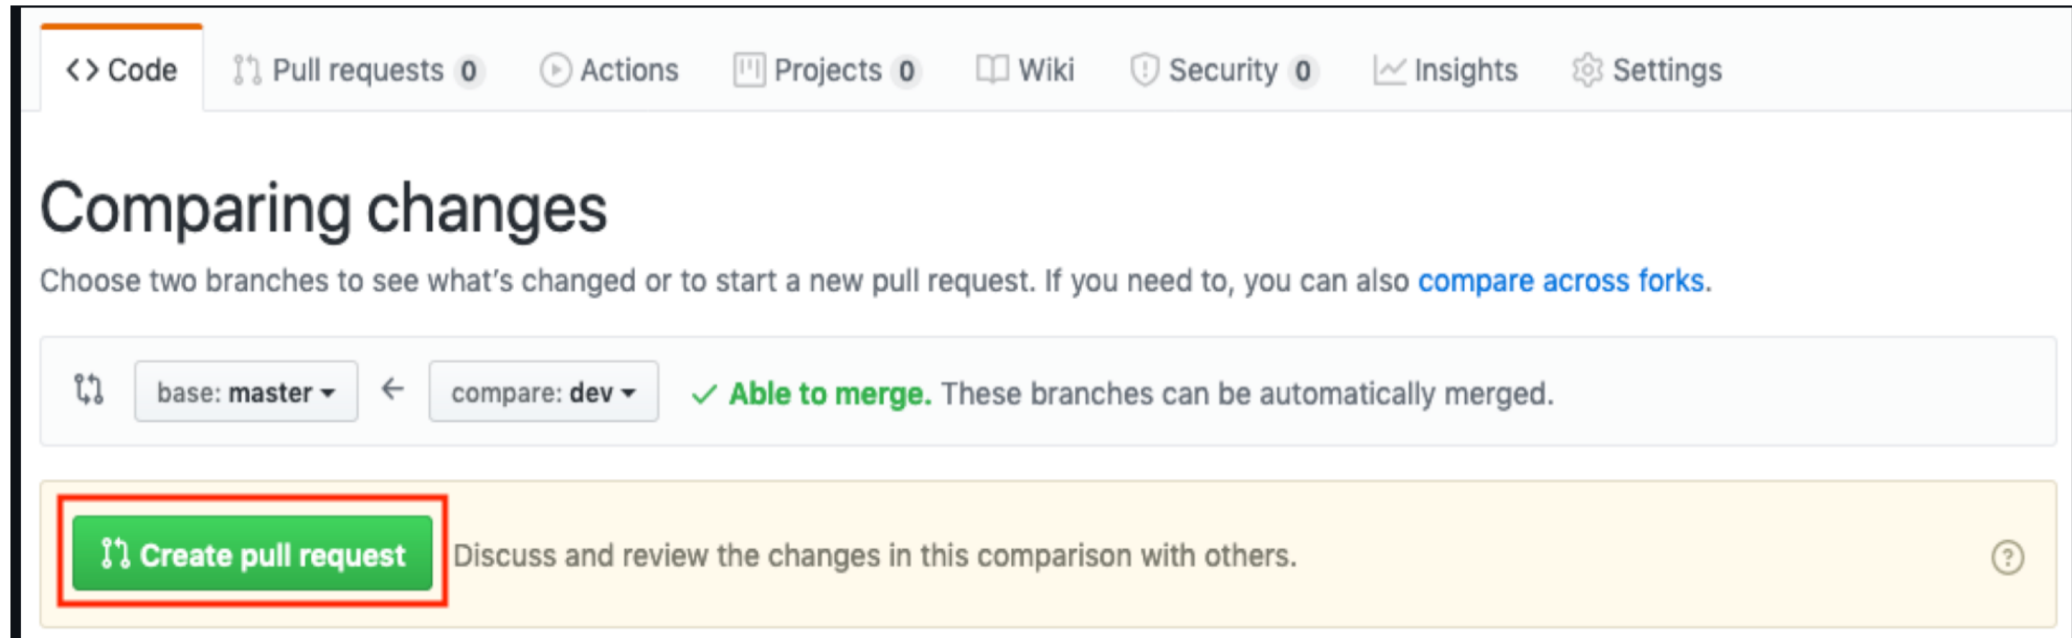 <> Code Pull requests 0 Actions Projects 0 Wiki Security 0 Insights Settings
Comparing changes
Choose two branches to see what's changed or to start a new pull request. If you need to, you can also compare across forks.
base: master ← compare: dev ✓ Able to merge. These branches can be automatically merged.
Create pull request Discuss and review the changes in this comparison with others. ?